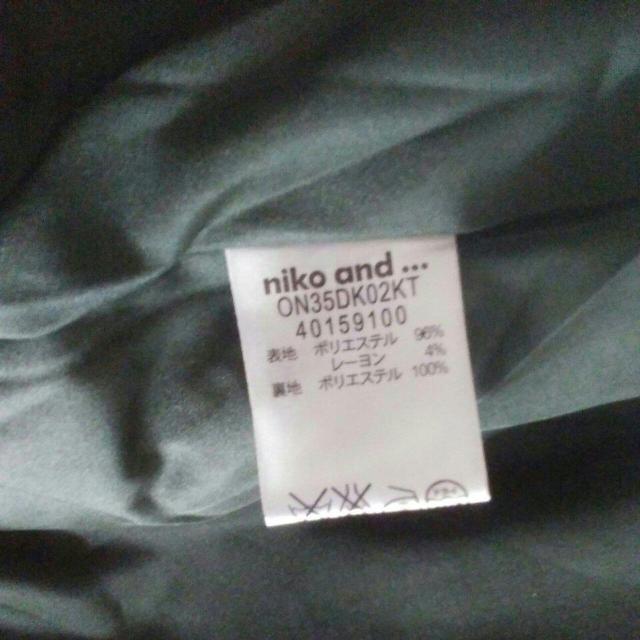 niko and ...
ON35DK02KT
40159100
表地 ポリエステル 96%
レーヨン 4%
裏地 ポリエステル 100%